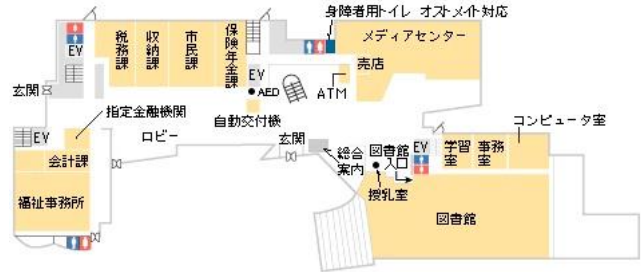 身障者用トイレ オストメイト対応
EV
税務課
収納課
市民課
保険年金課
メディアセンター
売店
EV
AED
ATM
玄関
指定金融機関
自動交付機
ロビー
玄関
コンピュータ室
EV
会計課
総合案内
図書館入口
EV
学習室
事務室
授乳室
福祉事務所
図書館